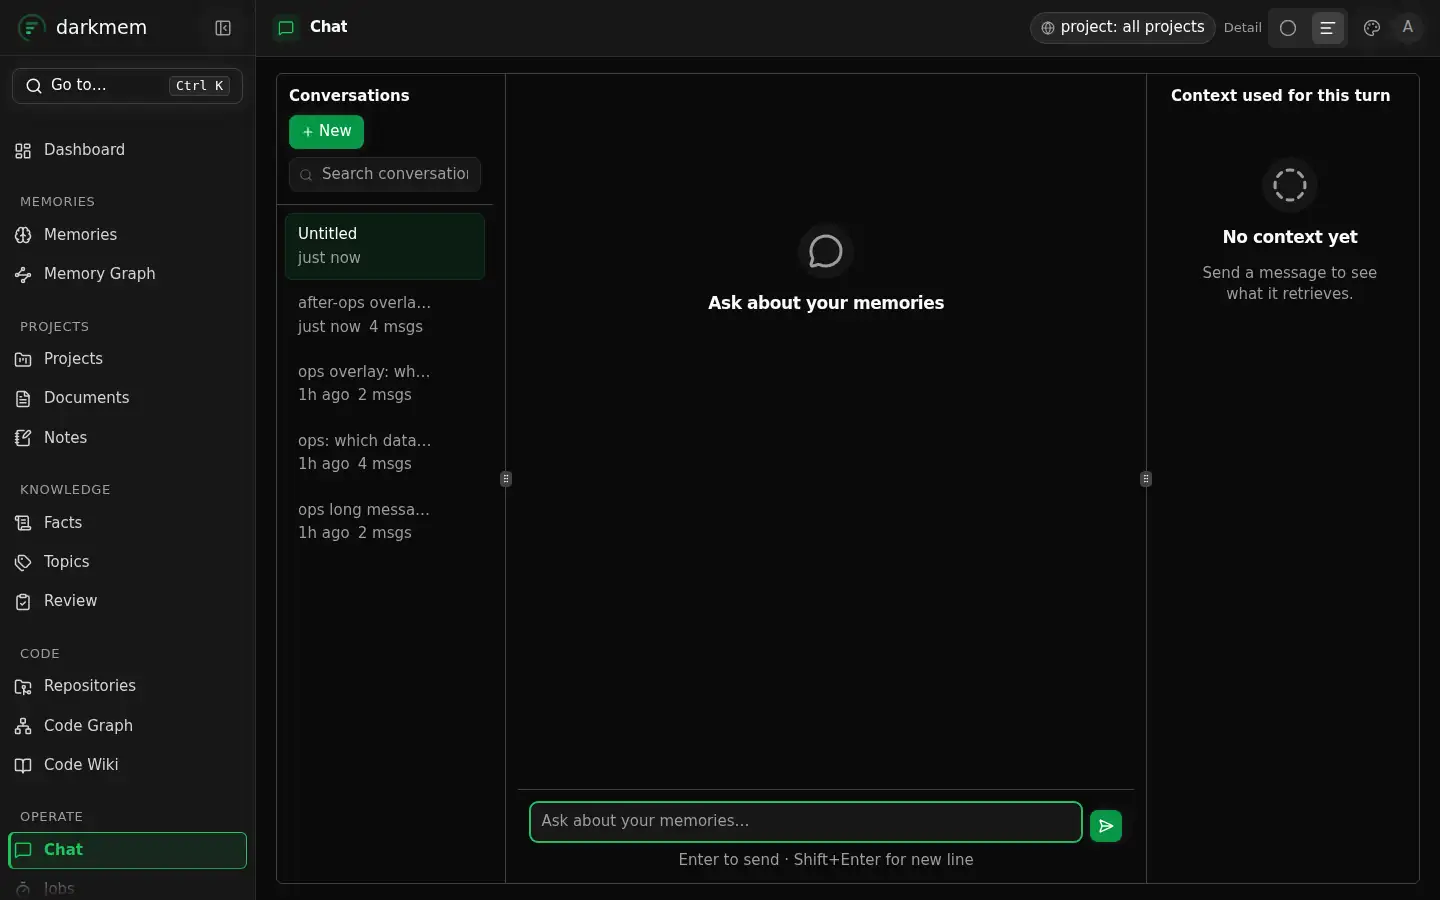 darkmem
Go to...
Ctrl K
Dashboard
MEMORIES
Memories
Memory Graph
PROJECTS
Projects
Documents
Notes
KNOWLEDGE
Facts
Topics
Review
CODE
Repositories
Code Graph
Code Wiki
OPERATE
Chat
Jobs
Chat
project: all projects
Detail
A
Conversations
+ New
Search conversation
Untitled
just now
after-ops overla...
just now 4 msgs
ops overlay: wh...
1h ago 2 msgs
ops: which data...
1h ago 4 msgs
ops long messa...
1h ago 2 msgs
Ask about your memories
Ask about your memories...
Enter to send · Shift+Enter for new line
Context used for this turn
No context yet
Send a message to see
what it retrieves.